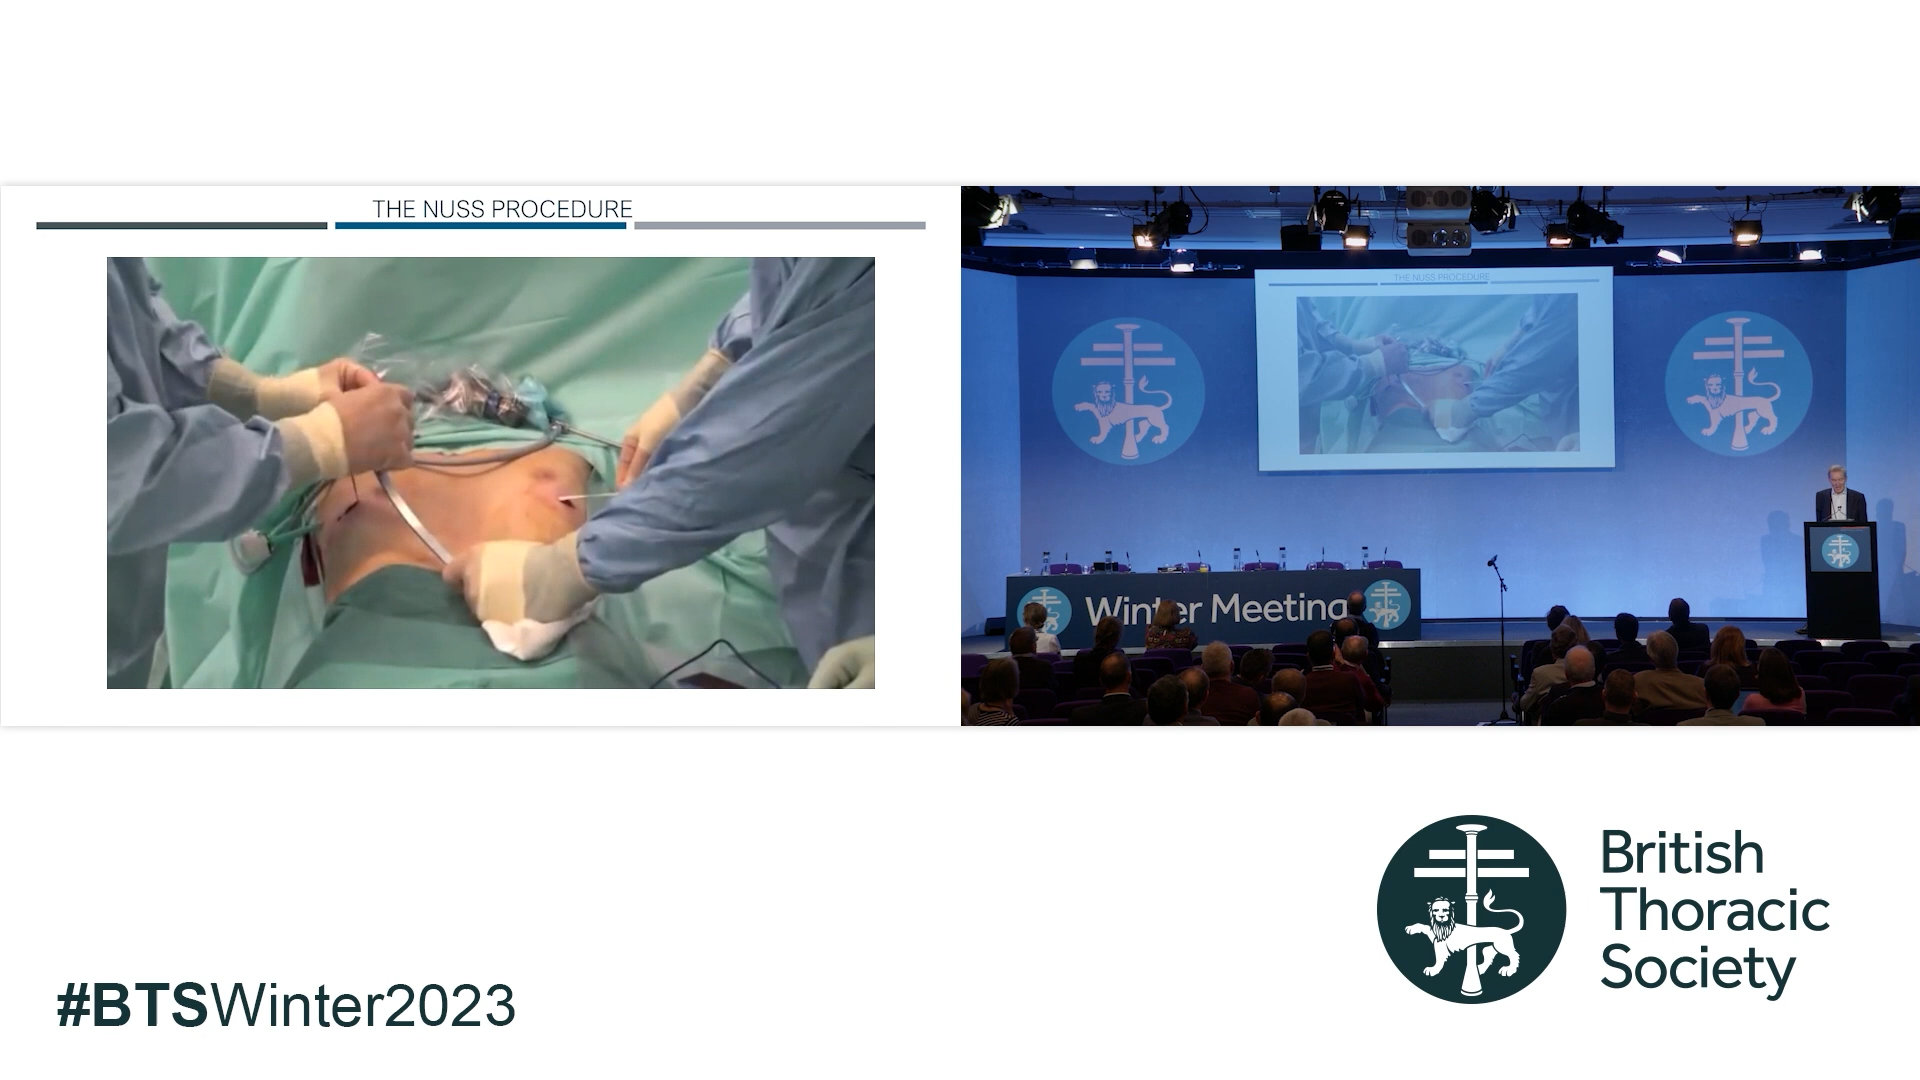 THE NUSS PROCEDURE
THE NUSS PROCEDURE
Winter Meeting
#BTSWinter2023
British
Thoracic
Society